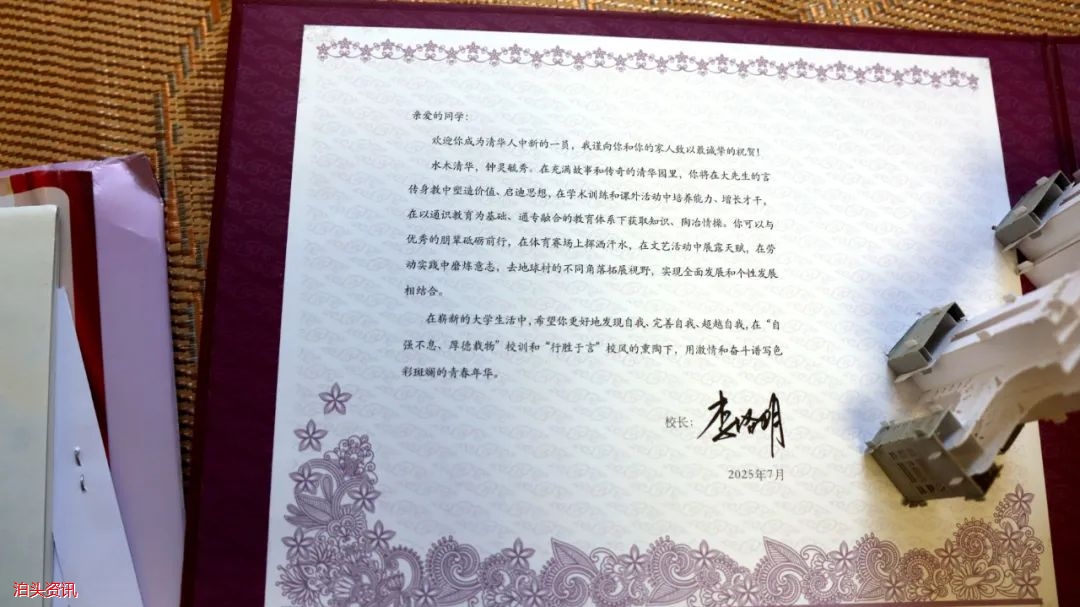 亲爱的同学：
欢迎你成为清华人中新的一员，我谨向你和你的家人致以最诚挚的祝贺！
水木清华，钟灵毓秀。在充满故事和传奇的清华园里，你将在大先生的言
传身教中塑造价值、启迪思想，在学术训练和课外活动中培养能力、增长才干，
在以通识教育为基础、通专融合的教育体系下获取知识、陶冶情操。你可以与
优秀的朋辈砥砺前行，在体育赛场上挥洒汗水，在文艺活动中展露天赋，在劳
动实践中磨炼意志，去地球村的不同角落拓展视野，实现全面发展和个性发展
相结合。
在崭新的大学生活中，希望你更好地发现自我、完善自我、超越自我，在“自
强不息、厚德载物”校训和“行胜于言”校风的熏陶下，用激情和奋斗谱写色
彩斑斓的青春年华。
校长：李路明
2025年7月
泊头资讯